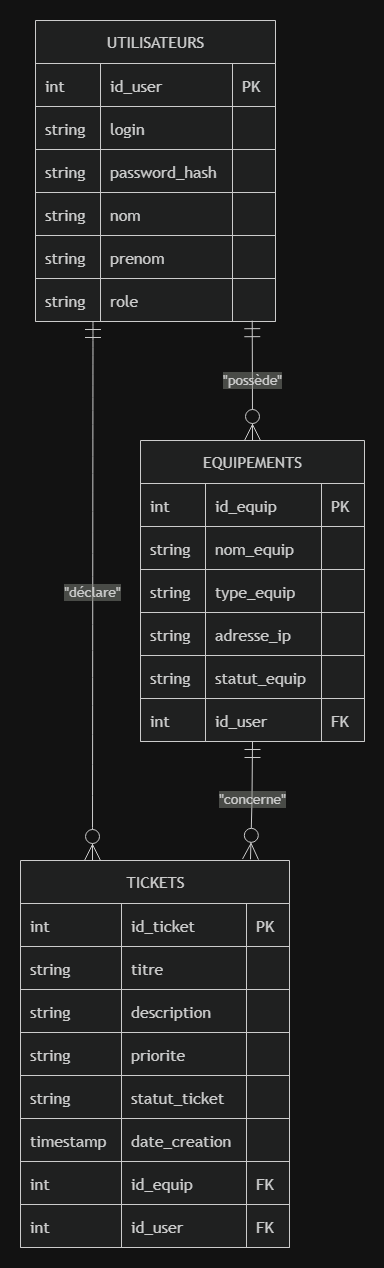 UTILISATEURS
int id_user PK
string login
string password_hash
string nom
string prenom
string role
"possède"
EQUIPEMENTS
int id_equip PK
string nom_equip
string type_equip
string adresse_ip
string statut_equip
int id_user FK
"déclare"
"concerne"
TICKETS
int id_ticket PK
string titre
string description
string priorite
string statut_ticket
timestamp date_creation
int id_equip FK
int id_user FK